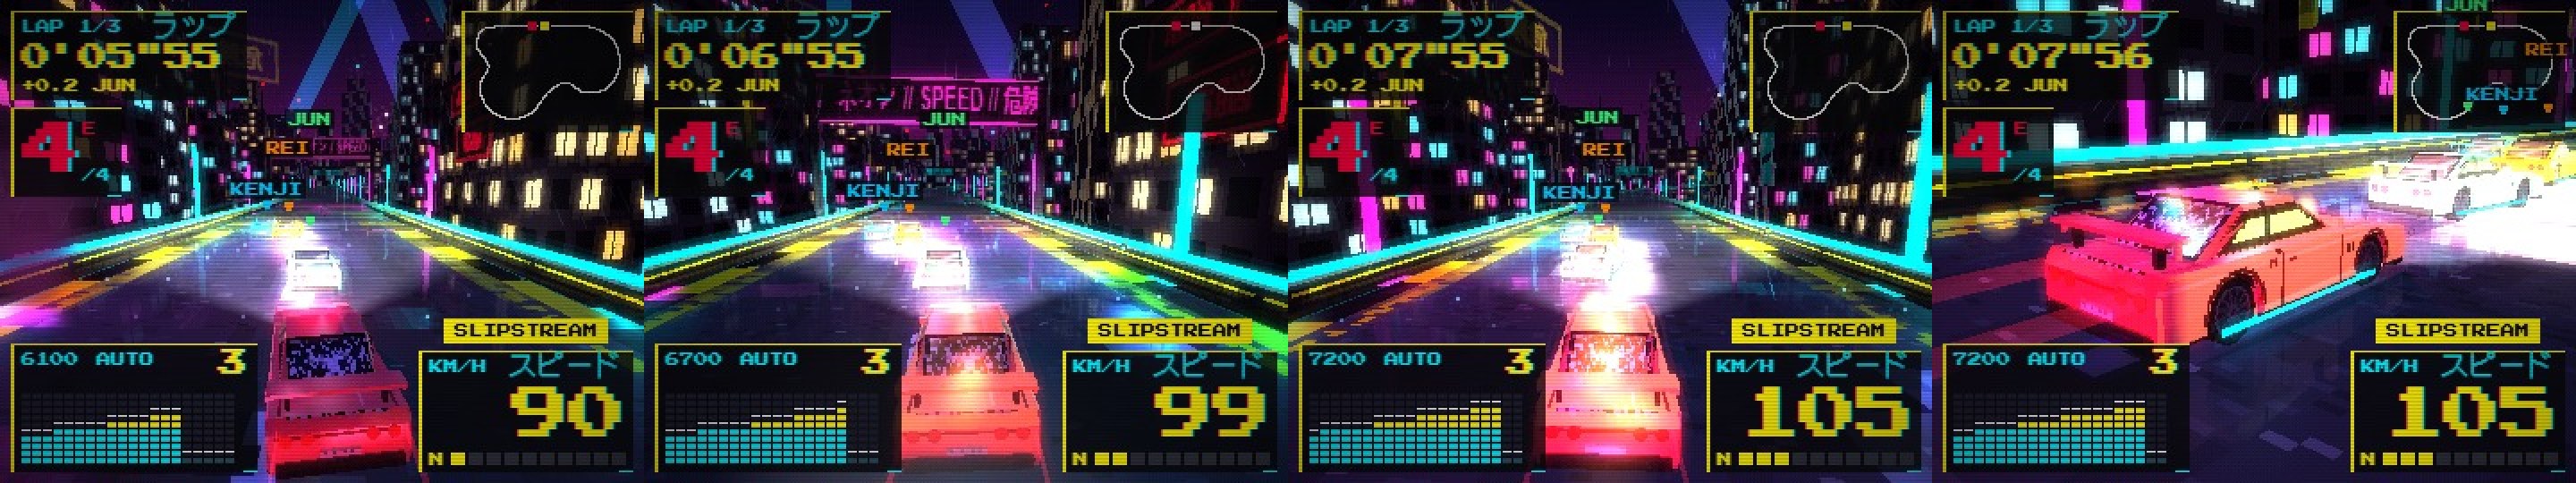 LAP 1/3 ラップ
0'05"55
+0.2 JUN
4 E
/4
JUN
REI
SPEED
KENJI
SLIPSTREAM
6100 AUTO 3
KM/H スピード
90
N
LAP 1/3 ラップ
0'06"55
+0.2 JUN
4 E
/4
// SPEED // 危険
JUN
REI
KENJI
SLIPSTREAM
6700 AUTO 3
KM/H スピード
99
N
LAP 1/3 ラップ
0'07"55
+0.2 JUN
4 E
/4
JUN
REI
KENJI
SLIPSTREAM
7200 AUTO 3
KM/H スピード
105
N
LAP 1/3 ラップ
0'07"56
+0.2 JUN
4 E
/4
JUN
REI
KENJI
SLIPSTREAM
7200 AUTO 3
KM/H スピード
105
N